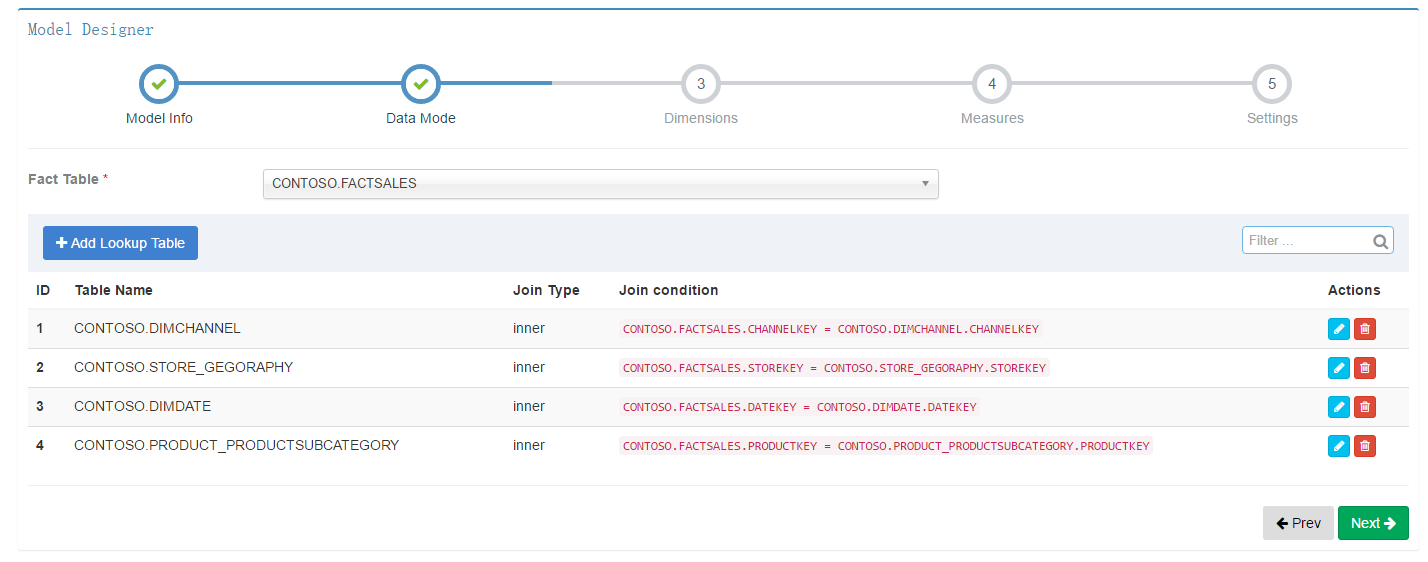 Model Designer
3
4
5
Model Info
Data Mode
Dimensions
Measures
Settings
Fact Table *
CONTOSO.FACTSALES
Add Lookup Table
Filter ...
ID Table Name Join Type Join condition Actions
1 CONTOSO.DIMCHANNEL inner CONTOSO.FACTSALES.CHANNELKEY = CONTOSO.DIMCHANNEL.CHANNELKEY
2 CONTOSO.STORE_GEGORAPHY inner CONTOSO.FACTSALES.STOREKEY = CONTOSO.STORE_GEGORAPHY.STOREKEY
3 CONTOSO.DIMDATE inner CONTOSO.FACTSALES.DATEKEY = CONTOSO.DIMDATE.DATEKEY
4 CONTOSO.PRODUCT_PRODUCTSUBCATEGORY inner CONTOSO.FACTSALES.PRODUCTKEY = CONTOSO.PRODUCT_PRODUCTSUBCATEGORY.PRODUCTKEY
Prev
Next